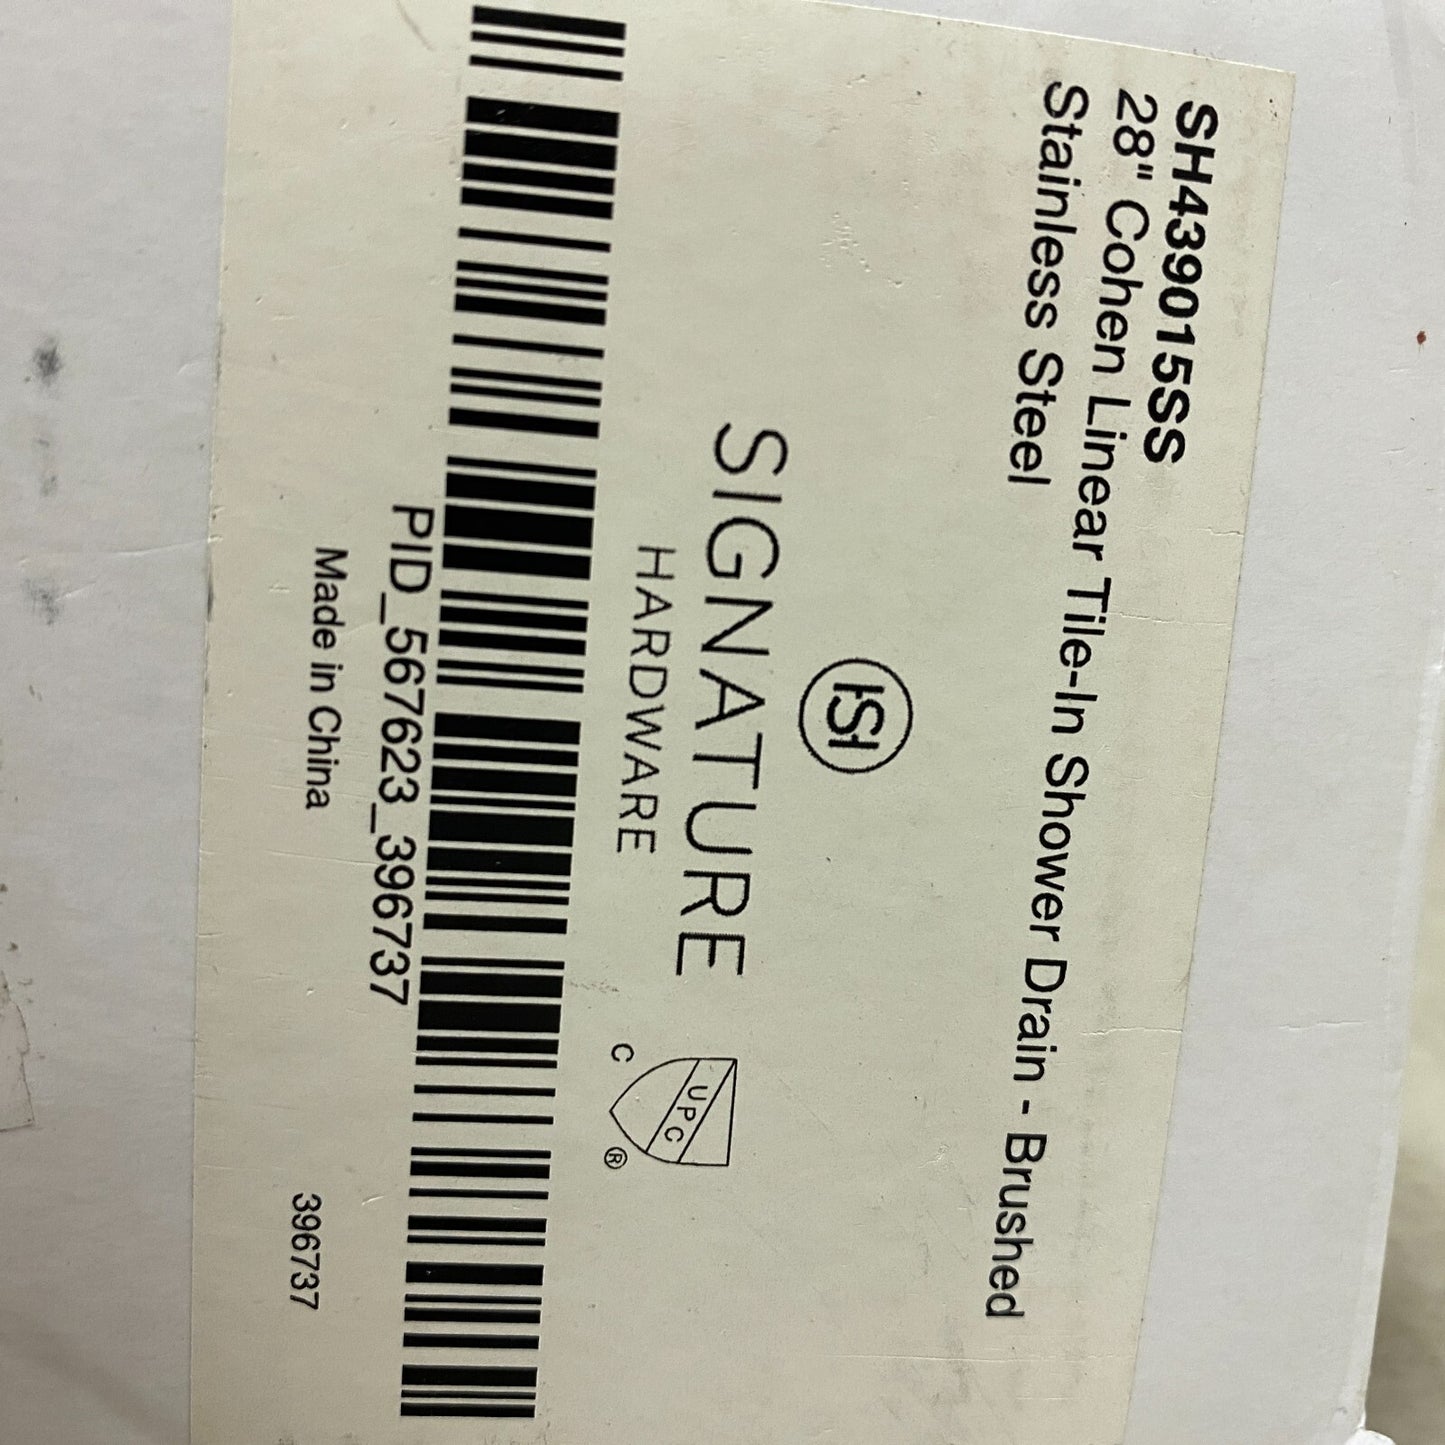 SH439015SS
28" Cohen Linear Tile-In Shower Drain - Brushed
Stainless Steel
HS
SIGNATURE
HARDWARE
UPC
C ®
PID_567623_396737
Made in China
396737